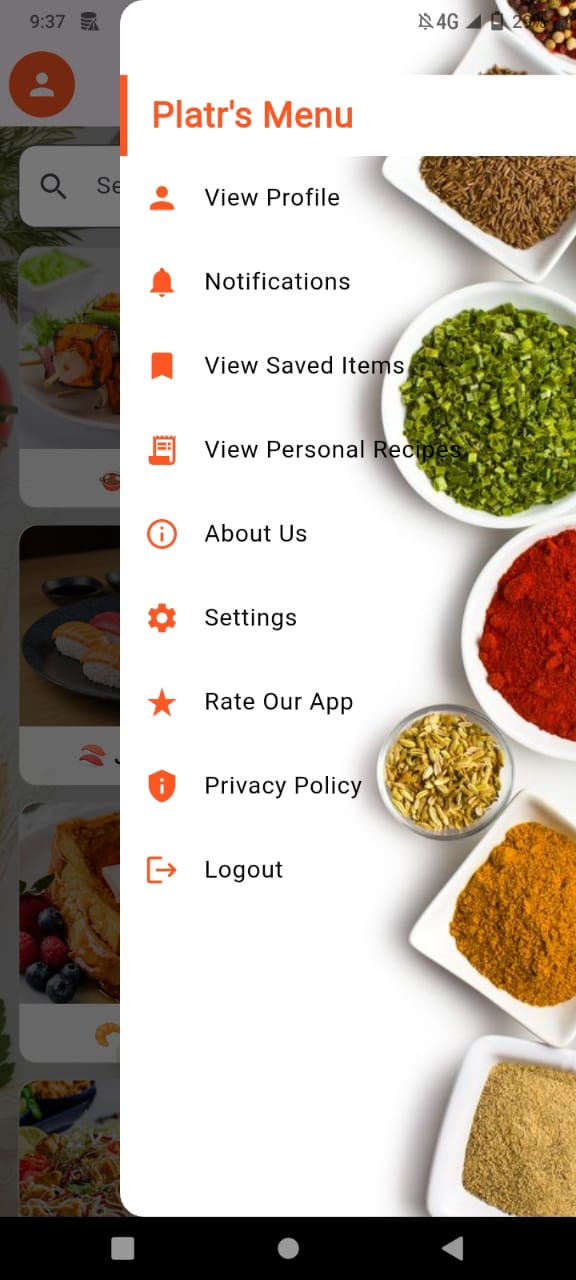 9:37
4G
Platr's Menu
Se
View Profile
Notifications
View Saved Items
View Personal Recipes
About Us
Settings
Rate Our App
Privacy Policy
Logout